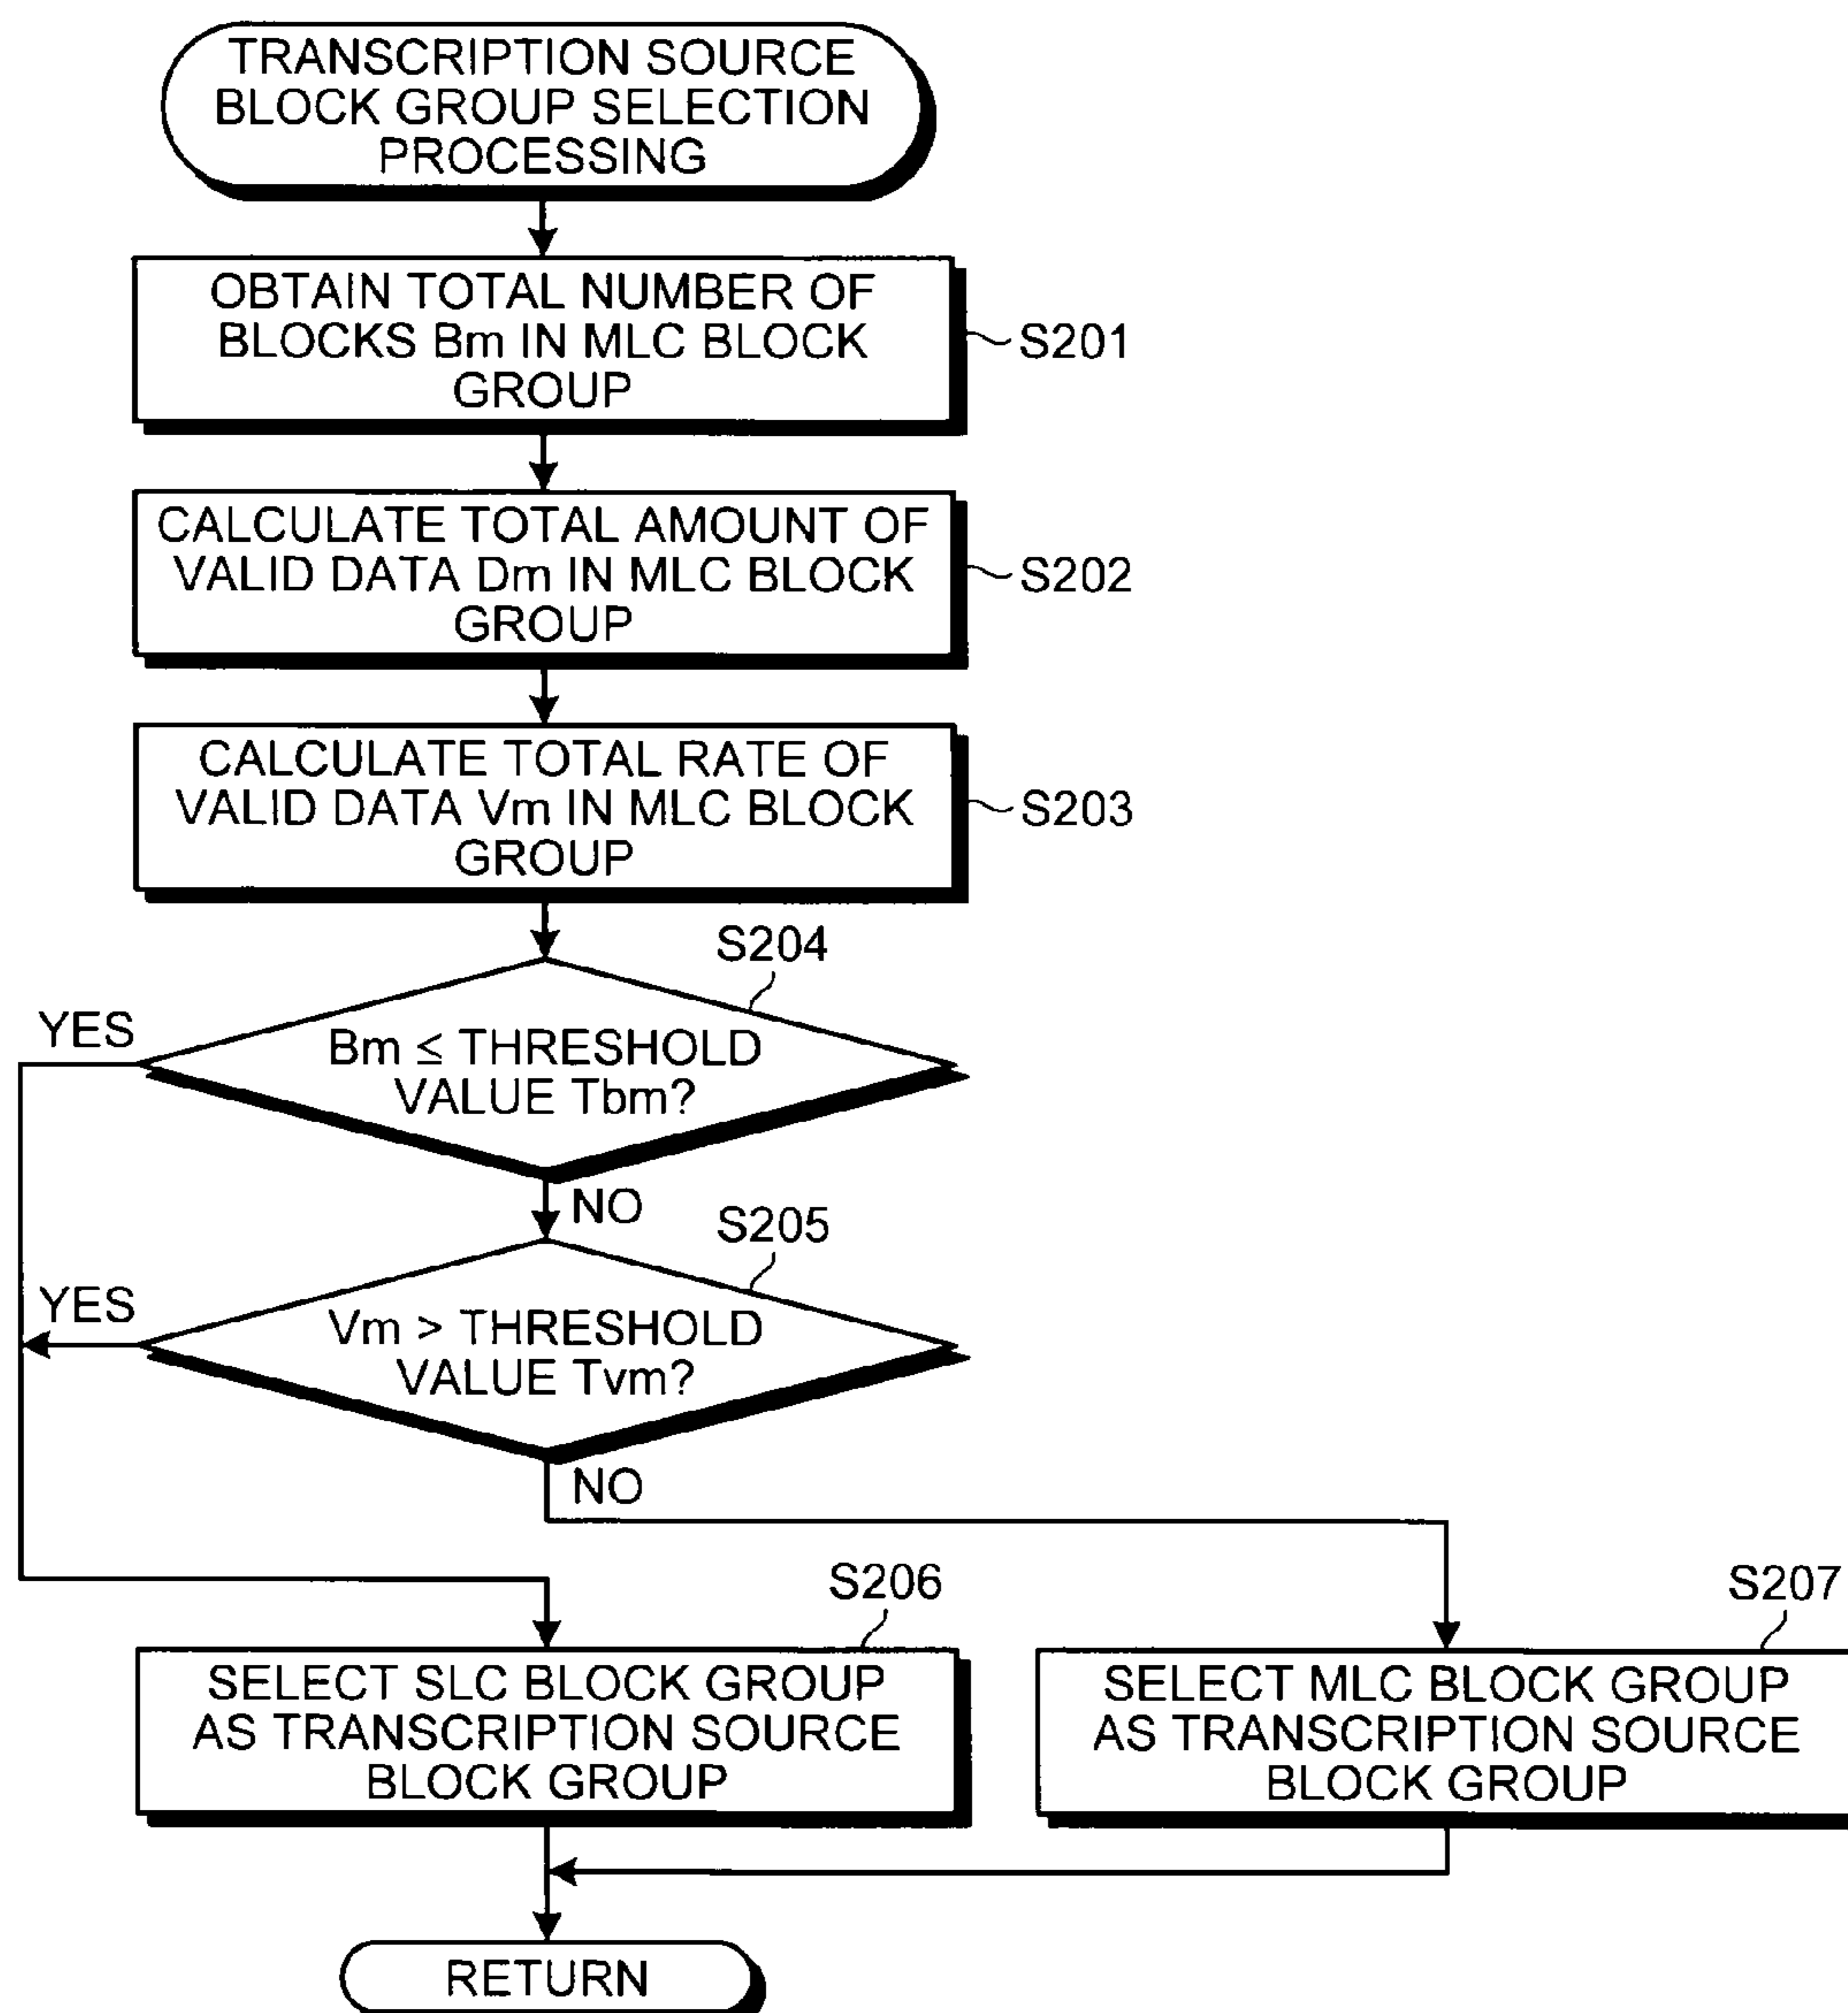 TRANSCRIPTION SOURCE
BLOCK GROUP SELECTION
PROCESSING
OBTAIN TOTAL NUMBER OF
BLOCKS Bm IN MLC BLOCK
GROUP
S201
CALCULATE TOTAL AMOUNT OF
VALID DATA Dm IN MLC BLOCK
GROUP
S202
CALCULATE TOTAL RATE OF
VALID DATA Vm IN MLC BLOCK
GROUP
S203
S204
YES
Bm ≤ THRESHOLD
VALUE Tbm?
NO
S205
YES
Vm > THRESHOLD
VALUE Tvm?
NO
S206
SELECT SLC BLOCK GROUP
AS TRANSCRIPTION SOURCE
BLOCK GROUP
S207
SELECT MLC BLOCK GROUP
AS TRANSCRIPTION SOURCE
BLOCK GROUP
RETURN